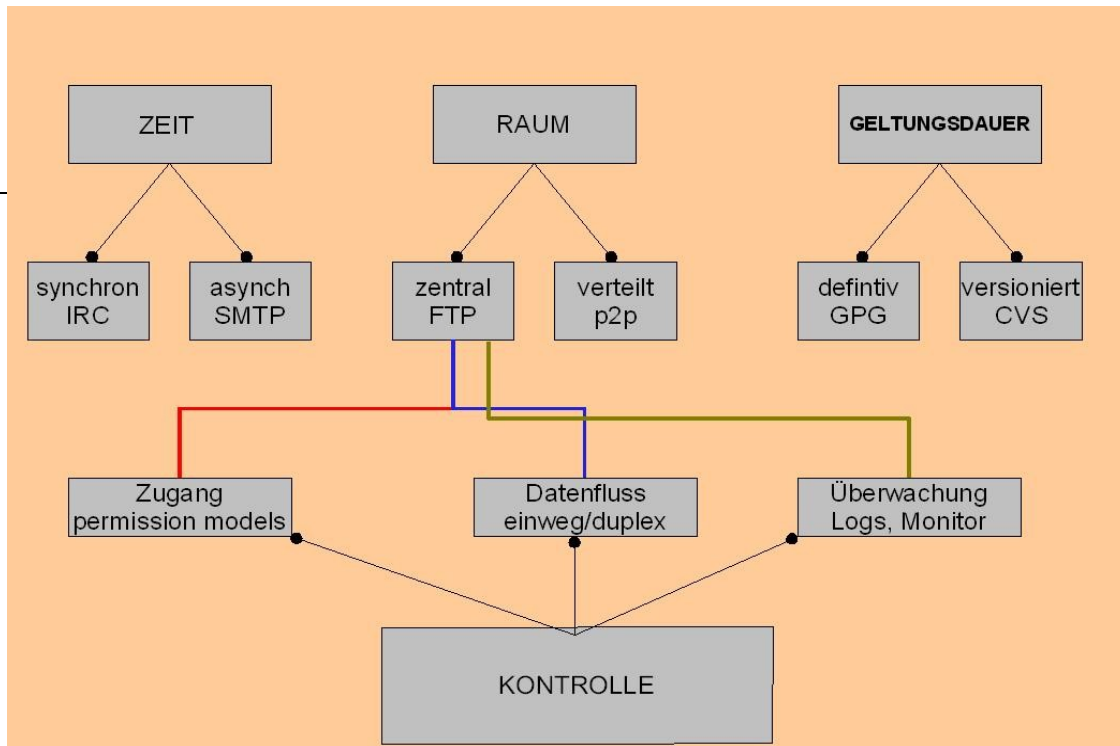 ZEIT
RAUM
GELTUNGSDAUER
synchron
IRC
asynch
SMTP
zentral
FTP
verteilt
p2p
defintiv
GPG
versioniert
CVS
Zugang
permission models
Datenfluss
einweg/duplex
Überwachung
Logs, Monitor
KONTROLLE